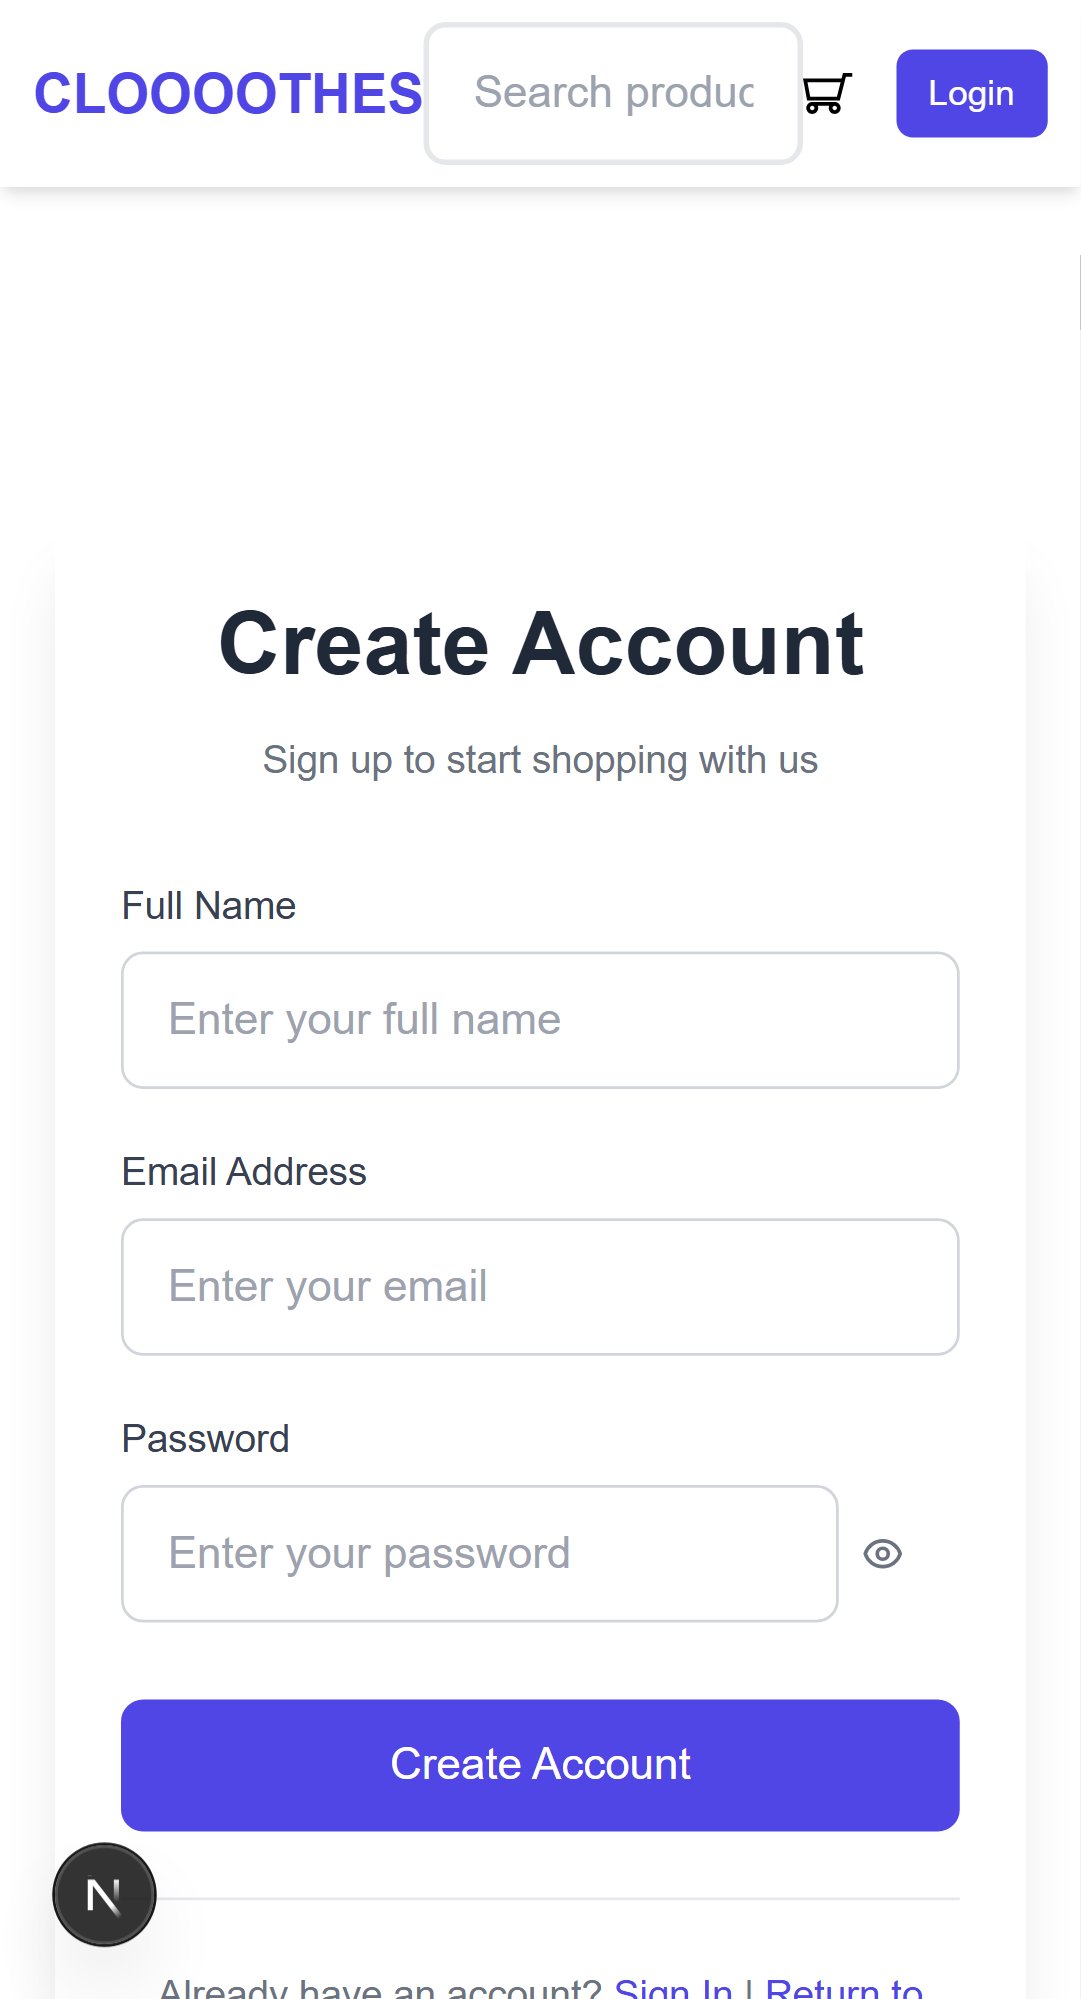 CLOOOOTHES
Search produc
Login
Create Account
Sign up to start shopping with us
Full Name
Enter your full name
Email Address
Enter your email
Password
Enter your password
Create Account
N
Already have an account? Sign In | Return to